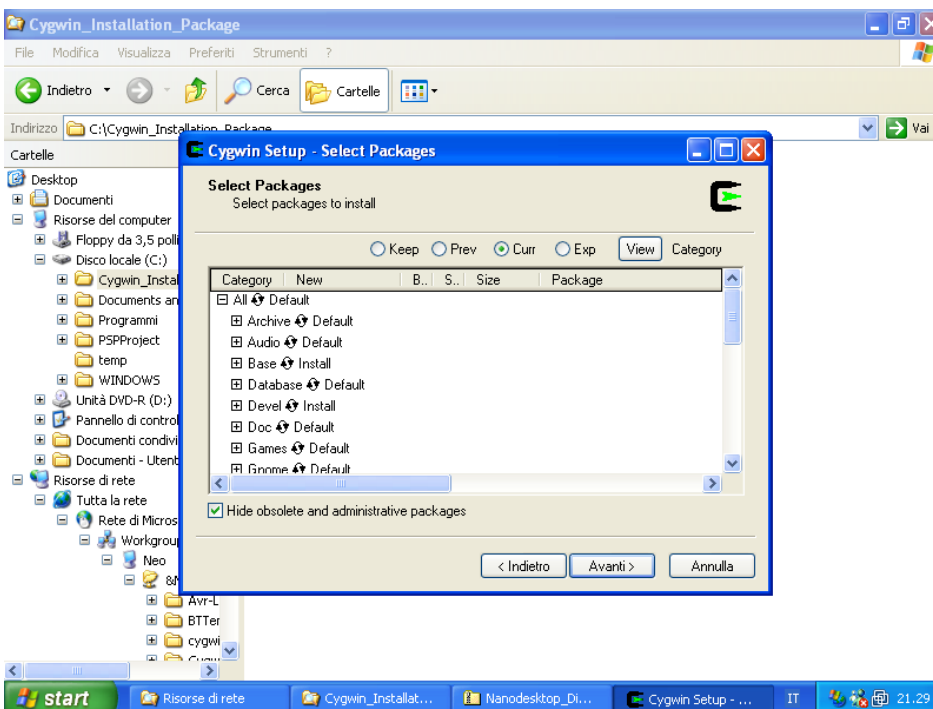 Cygwin_Installation_Package
File Modifica Visualizza Preferiti Strumenti ?
Indietro Cerca Cartelle
Indirizzo C:\Cygwin_Installation_Package Vai
Cartelle
Desktop
Documenti
Risorse del computer
Floppy da 3,5 polli
Disco locale (C:)
Cygwin_Instal
Documents an
Programmi
PSPProject
temp
WINDOWS
Unità DVD-R (D:)
Pannello di control
Documenti condivi
Documenti - Utent
Risorse di rete
Tutta la rete
Rete di Micros
Workgroup
Neo
Avr-L
BTTer
cygwi
Cygwin Setup - Select Packages
Select Packages
Select packages to install
Keep Prev Curr Exp View Category
Category New B.. S.. Size Package
All Default
Archive Default
Audio Default
Base Install
Database Default
Devel Install
Doc Default
Games Default
Gnome Default
Hide obsolete and administrative packages
< Indietro Avanti > Annulla
start Risorse di rete Cygwin_Installat... Nanodesktop_Di... Cygwin Setup - ... IT 21.29